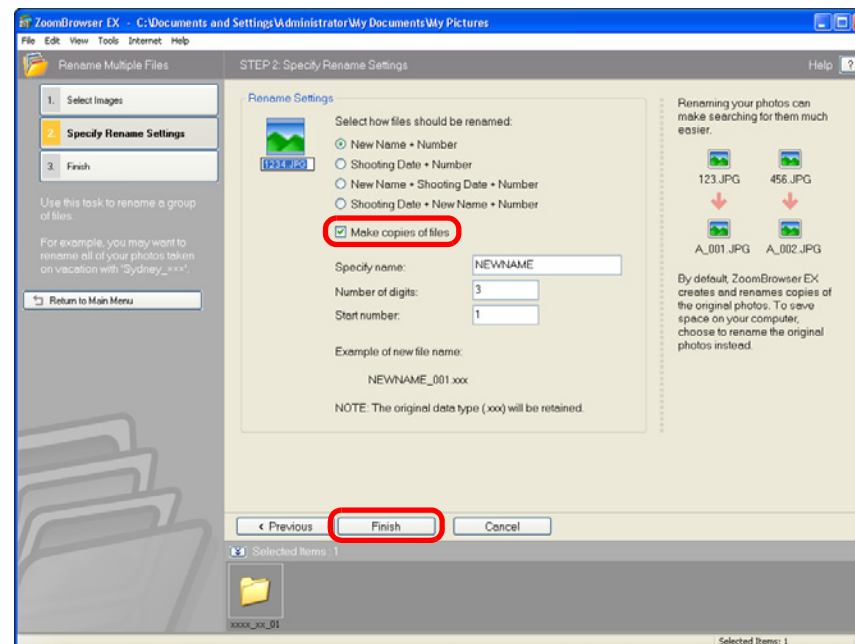 ZoomBrowser EX - C:\Documents and Settings\Administrator\My Documents\My Pictures
File Edit View Tools Internet Help
Rename Multiple Files
STEP 2: Specify Rename Settings
Help ?
1. Select Images
2. Specify Rename Settings
3. Finish
Use this task to rename a group
of files.
For example, you may want to
rename all of your photos taken
on vacation with "Sydney_×××".
Return to Main Menu
Rename Settings
1234.JPG
Select how files should be renamed:
New Name + Number
Shooting Date + Number
New Name + Shooting Date + Number
Shooting Date + New Name + Number
Make copies of files
Specify name: NEWNAME
Number of digits: 3
Start number: 1
Example of new file name:
NEWNAME_001.xxx
NOTE: The original data type (.xxx) will be retained.
Renaming your photos can
make searching for them much
easier.
123.JPG 456.JPG
A_001.JPG A_002.JPG
By default, ZoomBrowser EX
creates and renames copies of
the original photos. To save
space on your computer,
choose to rename the original
photos instead.
< Previous Finish Cancel
Selected Items : 1
xxxx_xx_01
Selected Items: 1